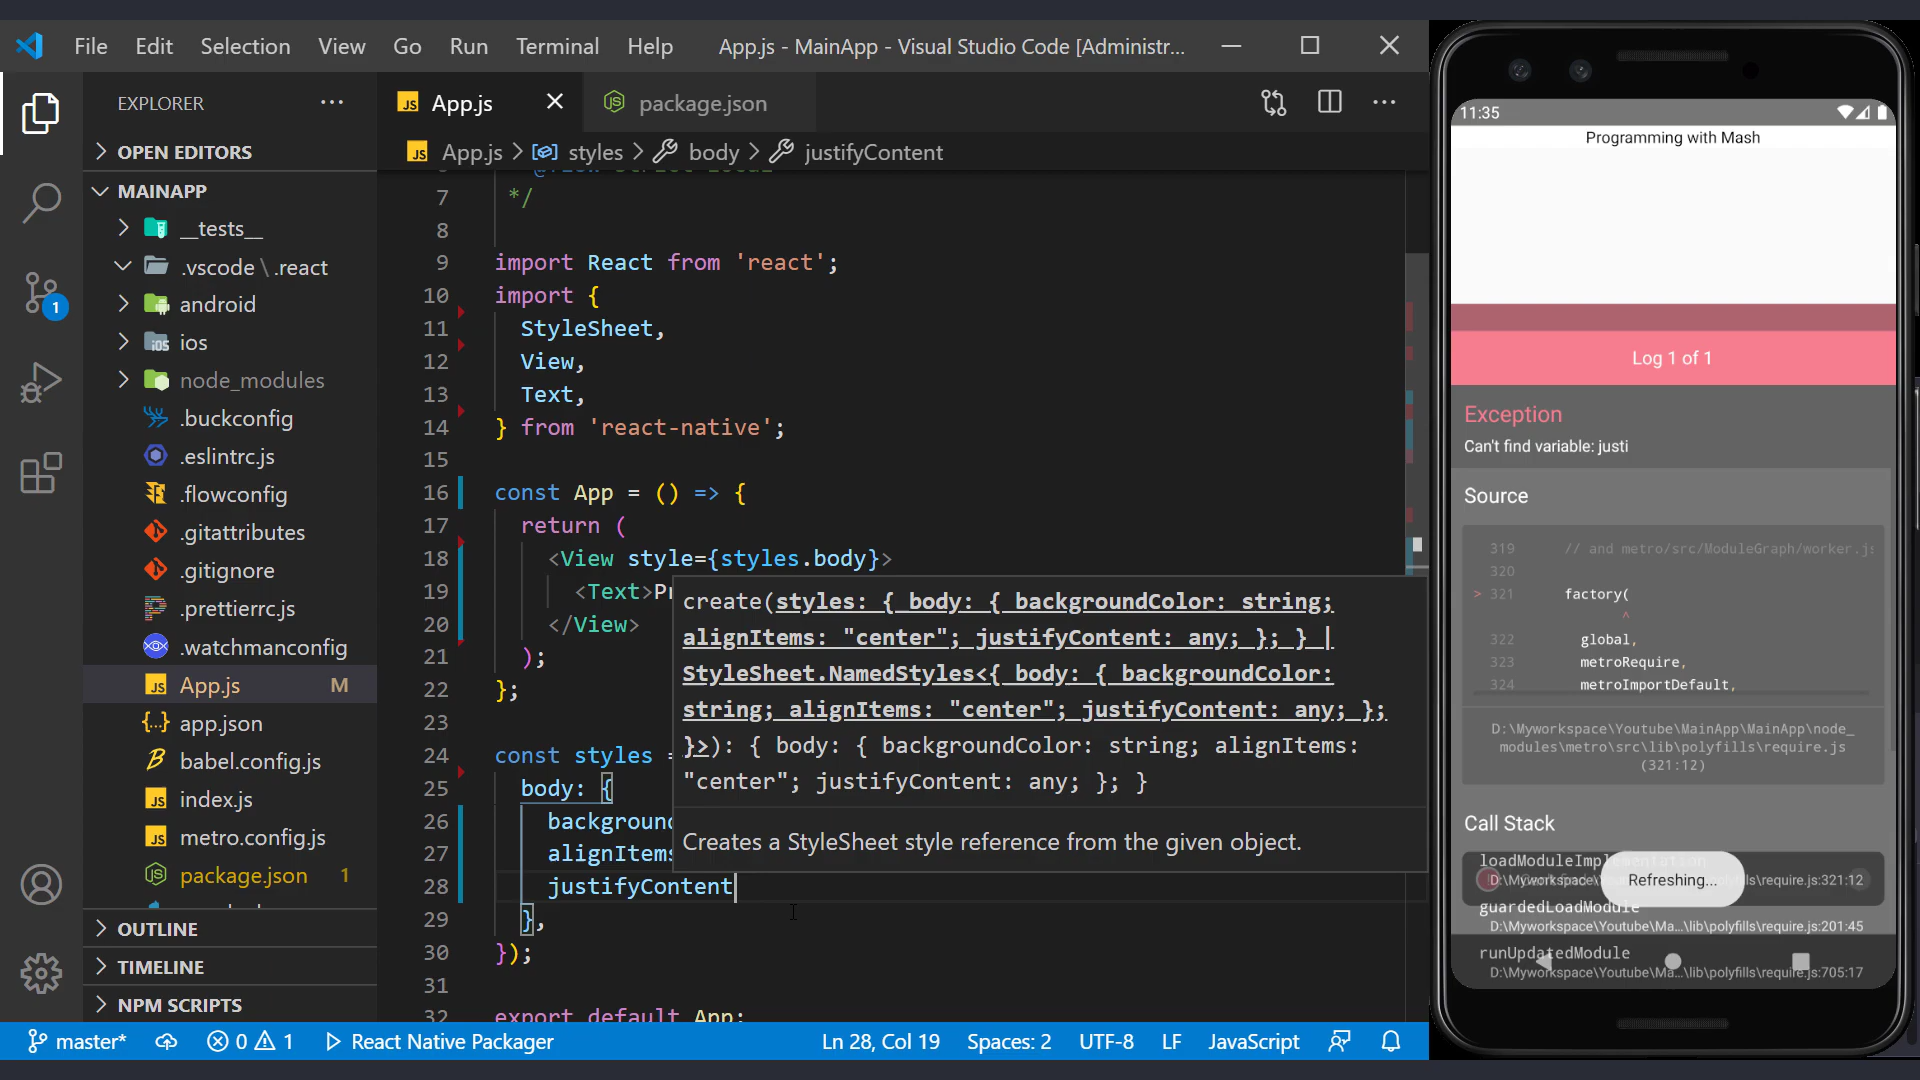 File Edit Selection View Go Run Terminal Help App.js - MainApp - Visual Studio Code [Administr...
EXPLORER
OPEN EDITORS
MAINAPP
__tests__
.vscode \ .react
android
ios
node_modules
.buckconfig
.eslintrc.js
.flowconfig
.gitattributes
.gitignore
.prettierrc.js
.watchmanconfig
App.js M
app.json
babel.config.js
index.js
metro.config.js
package.json 1
OUTLINE
TIMELINE
NPM SCRIPTS
1
JS App.js
package.json
JS App.js > styles > body > justifyContent
7 */
8
9 import React from 'react';
10 import {
11 StyleSheet,
12 View,
13 Text,
14 } from 'react-native';
15
16 const App = () => {
17 return (
18 <View style={styles.body}>
19 <Text>Pr
20 </View>
21 );
22 };
23
24 const styles =
25 body: {
26 background
27 alignItems
28 justifyContent
29 },
30 });
31
32 export default App;
create(styles: { body: { backgroundColor: string;
alignItems: "center"; justifyContent: any; }; } |
StyleSheet.NamedStyles<{ body: { backgroundColor:
string; alignItems: "center"; justifyContent: any; };
}>): { body: { backgroundColor: string; alignItems:
"center"; justifyContent: any; }; }
Creates a StyleSheet style reference from the given object.
master* 0 1 React Native Packager Ln 28, Col 19 Spaces: 2 UTF-8 LF JavaScript
11:35
Programming with Mash
Log 1 of 1
Exception
Can't find variable: justi
Source
319 // and metro/src/ModuleGraph/worker.js
320
> 321 factory(
^
322 global,
323 metroRequire,
324 metroImportDefault,
D:\Myworkspace\Youtube\MainApp\MainApp\node_
modules\metro\src\lib\polyfills\require.js
(321:12)
Call Stack
loadModuleImplementation
Refreshing...
guardedLoadModule
D:\Myworkspace\Youtube\Ma...\lib\polyfills\require.js:201:45
runUpdatedModule
D:\Myworkspace\Youtube\Ma...\lib\polyfills\require.js:705:17